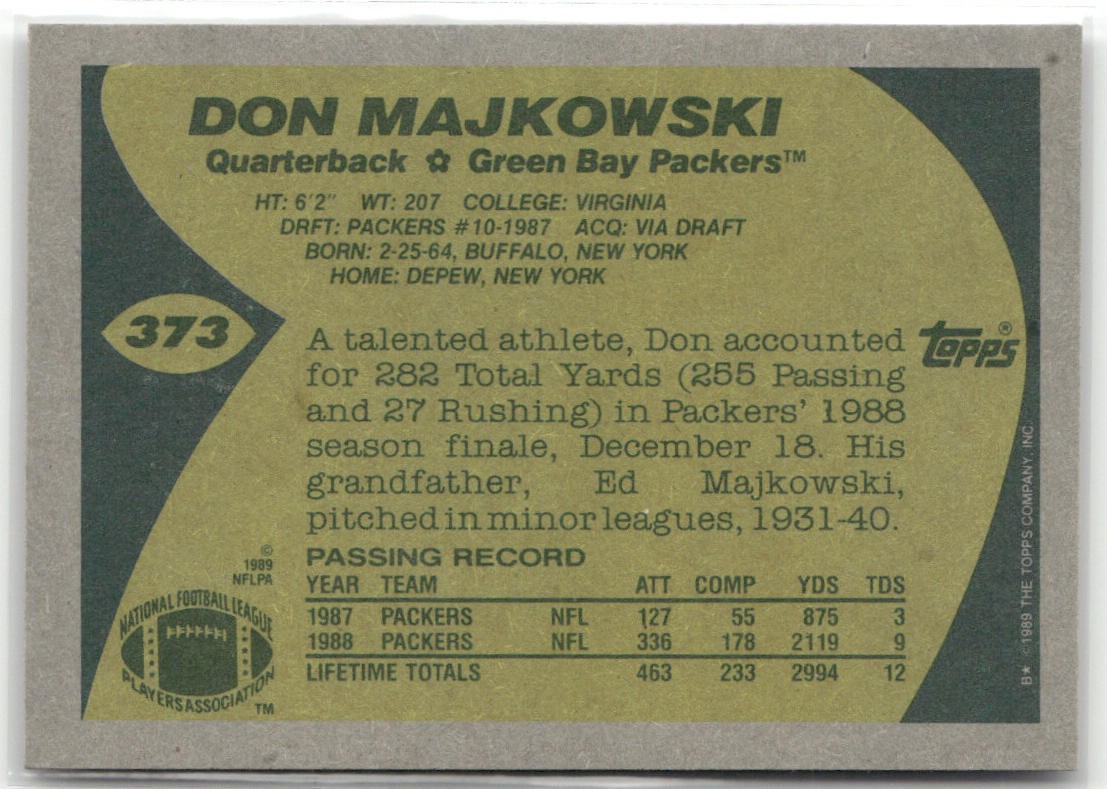 DON MAJKOWSKI
Quarterback ✿ Green Bay Packers™
HT: 6'2" WT: 207 COLLEGE: VIRGINIA
DRFT: PACKERS #10-1987 ACQ: VIA DRAFT
BORN: 2-25-64, BUFFALO, NEW YORK
HOME: DEPEW, NEW YORK
373
A talented athlete, Don accounted
for 282 Total Yards (255 Passing
and 27 Rushing) in Packers' 1988
season finale, December 18. His
grandfather, Ed Majkowski,
pitched in minor leagues, 1931-40.
topps®
PASSING RECORD
YEAR TEAM ATT COMP YDS TDS
1987 PACKERS NFL 127 55 875 3
1988 PACKERS NFL 336 178 2119 9
LIFETIME TOTALS 463 233 2994 12
©
1989
NFLPA
NATIONAL FOOTBALL LEAGUE
PLAYERS ASSOCIATION
TM
B★ ©1989 THE TOPPS COMPANY, INC.